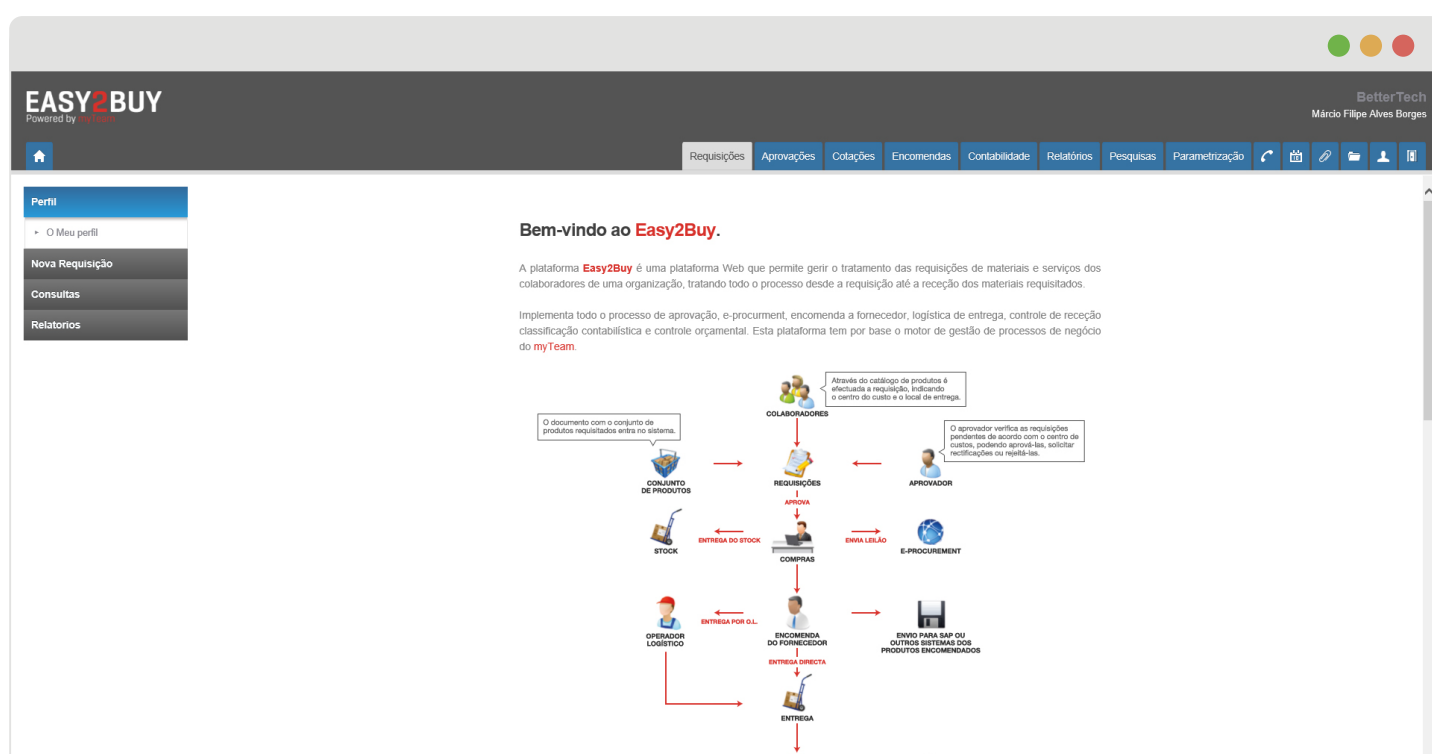 EASY2BUY
Powered by myTeam
BetterTech
Márcio Filipe Alves Borges
Requisições
Aprovações
Cotações
Encomendas
Contabilidade
Relatórios
Pesquisas
Parametrização
Perfil
O Meu perfil
Nova Requisição
Consultas
Relatorios
Bem-vindo ao Easy2Buy.
A plataforma Easy2Buy é uma plataforma Web que permite gerir o tratamento das requisições de materiais e serviços dos
colaboradores de uma organização, tratando todo o processo desde a requisição até a receção dos materiais requisitados.
Implementa todo o processo de aprovação, e-procurment, encomenda a fornecedor, logística de entrega, controle de receção
classificação contabilística e controle orçamental. Esta plataforma tem por base o motor de gestão de processos de negócio
do myTeam.
Através do catálogo de produtos é
efectuada a requisição, indicando
o centro do custo e o local de entrega.
COLABORADORES
O documento com o conjunto de
produtos requisitados entra no sistema.
O aprovador verifica as requisições
pendentes de acordo com o centro de
custos, podendo aprová-las, solicitar
rectificações ou rejeitá-las.
CONJUNTO
DE PRODUTOS
REQUISIÇÕES
APROVADOR
APROVA
STOCK
ENTREGA DO STOCK
COMPRAS
ENVIA LEILÃO
E-PROCUREMENT
OPERADOR
LOGÍSTICO
ENTREGA POR O.L.
ENCOMENDA
DO FORNECEDOR
ENVIO PARA SAP OU
OUTROS SISTEMAS DOS
PRODUTOS ENCOMENDADOS
ENTREGA DIRECTA
ENTREGA